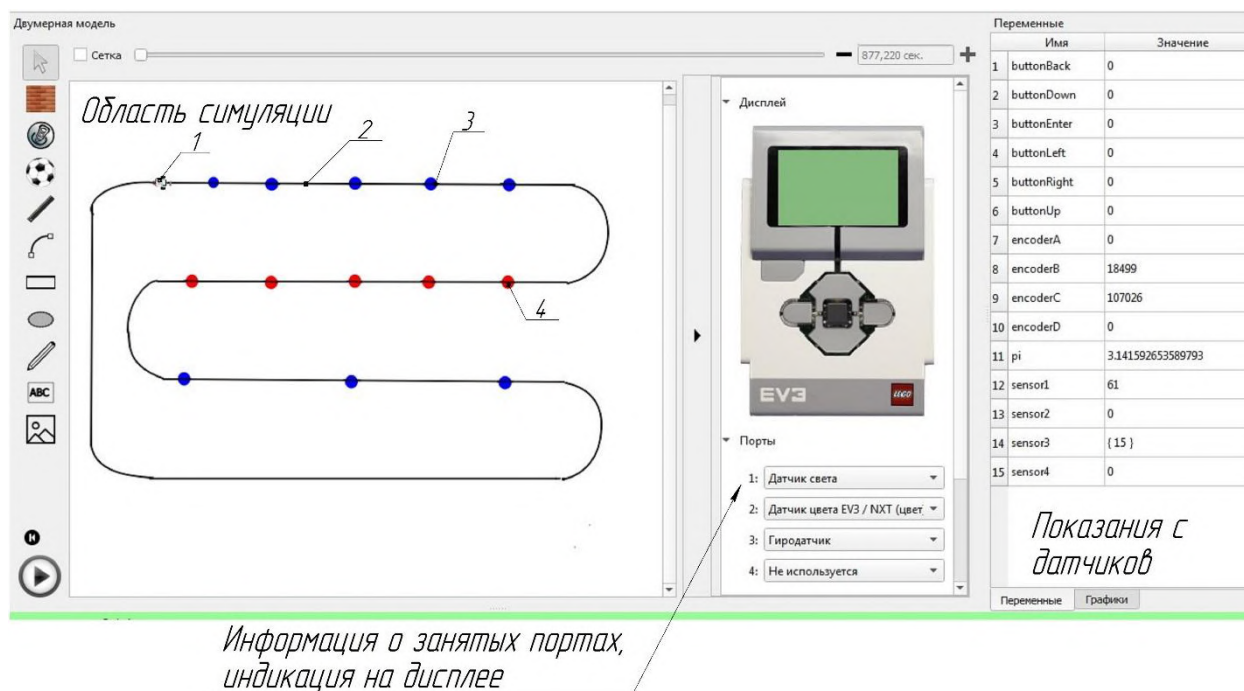 Двумерная модель
Сетка
877,220 сек.
Область симуляции
1
2
3
4
Дисплей
EV3
Порты
1: Датчик света
2: Датчик цвета EV3 / NXT (цвет
3: Гиродатчик
4: Не используется
Переменные
Имя Значение
1 buttonBack 0
2 buttonDown 0
3 buttonEnter 0
4 buttonLeft 0
5 buttonRight 0
6 buttonUp 0
7 encoderA 0
8 encoderB 18499
9 encoderC 107026
10 encoderD 0
11 pi 3.141592653589793
12 sensor1 61
13 sensor2 0
14 sensor3 { 15 }
15 sensor4 0
Показания с
датчиков
Переменные Графики
ABC
Информация о занятых портах,
индикация на дисплее